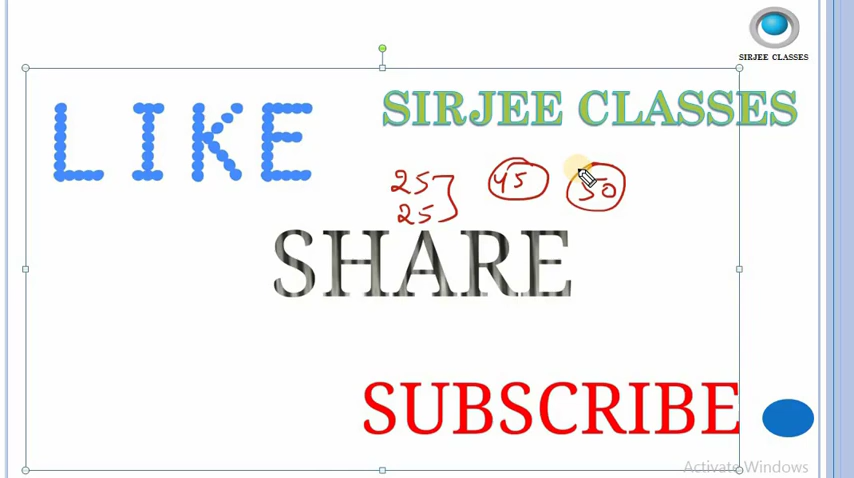 SIRJEE CLASSES
LIKE
SIRJEE CLASSES
25
25
45
50
SHARE
SUBSCRIBE
Activate Windows